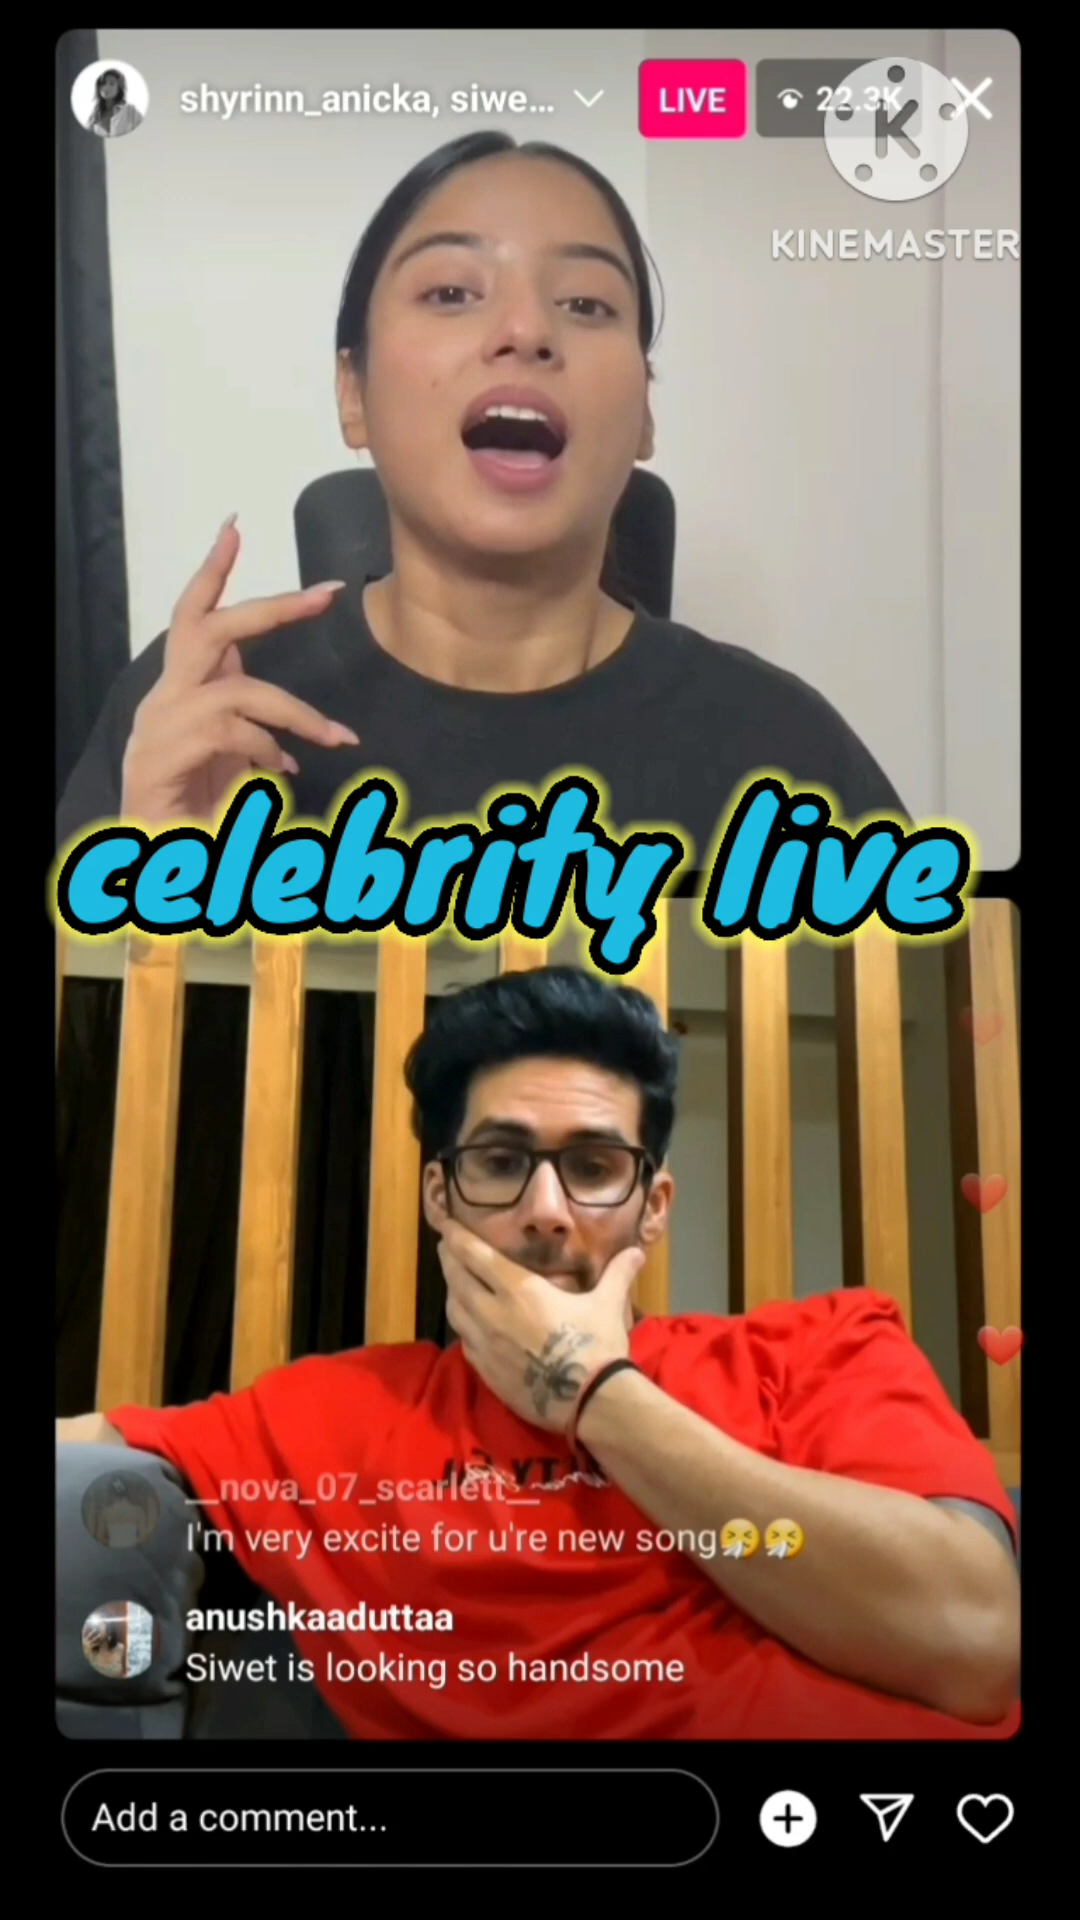 shyrinn_anicka, siwe...
LIVE
22.3K
K
KINEMASTER
celebrity live
__nova_07_scarlett__
I'm very excite for u're new song🤧🤧
anushkaaduttaa
Siwet is looking so handsome
Add a comment...